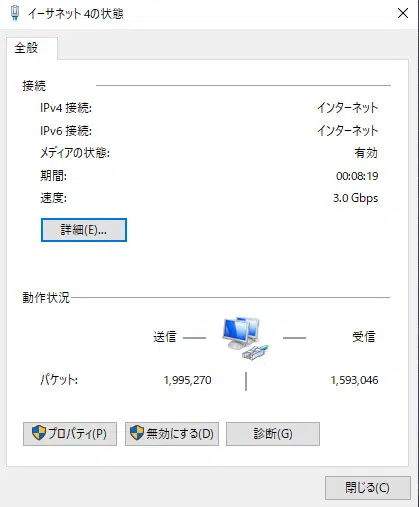 イーサネット 4の状態
全般
接続
IPv4 接続: インターネット
IPv6 接続: インターネット
メディアの状態: 有効
期間: 00:08:19
速度: 3.0 Gbps
詳細(E)...
動作状況
送信 受信
パケット: 1,995,270 1,593,046
プロパティ(P) 無効にする(D) 診断(G)
閉じる(C)